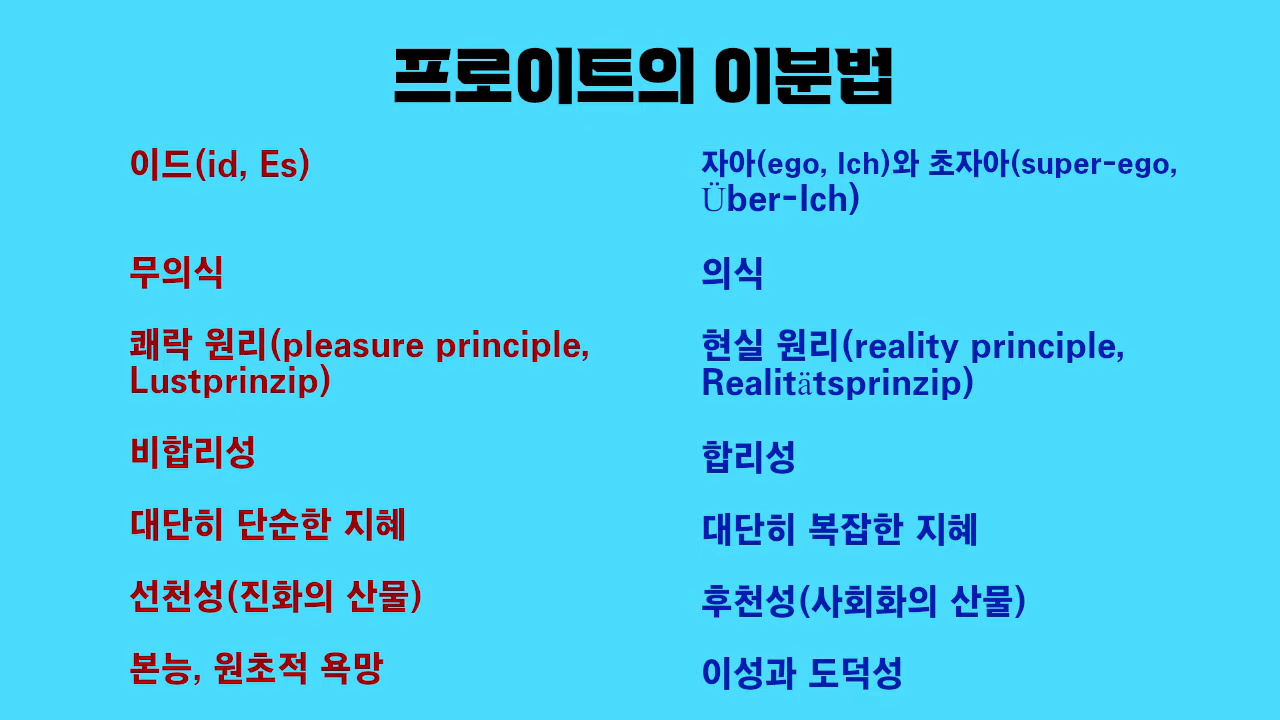 프로이트의 이분법
이드(id, Es)
자아(ego, Ich)와 초자아(super-ego,
Über-Ich)
무의식
의식
쾌락 원리(pleasure principle,
Lustprinzip)
현실 원리(reality principle,
Realitätsprinzip)
비합리성
합리성
대단히 단순한 지혜
대단히 복잡한 지혜
선천성(진화의 산물)
후천성(사회화의 산물)
본능, 원초적 욕망
이성과 도덕성